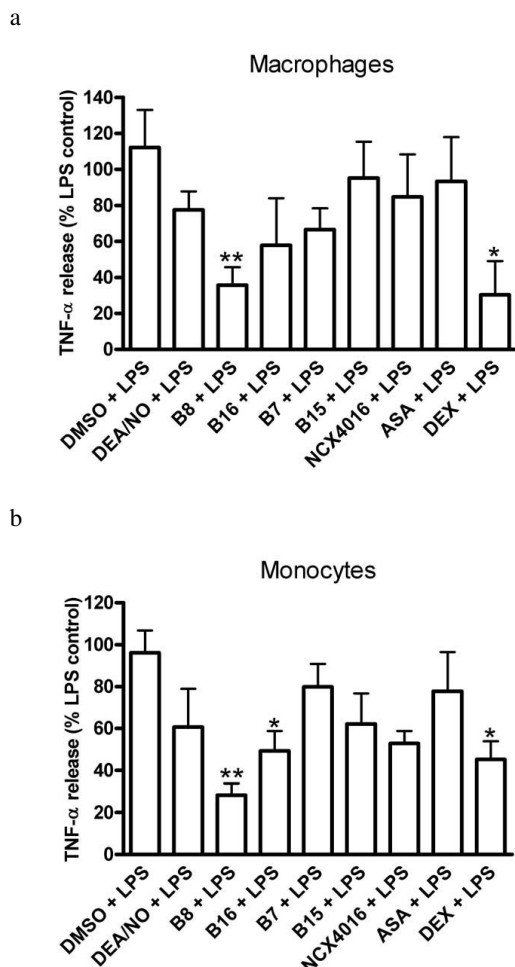 a
Macrophages
TNF-α release (% LPS control)
140
120
100
80
60
40
20
0
**
*
DMSO + LPS
DEA/NO + LPS
B8 + LPS
B16 + LPS
B7 + LPS
B15 + LPS
NCX4016 + LPS
ASA + LPS
DEX + LPS
b
Monocytes
TNF-α release (% LPS control)
120
100
80
60
40
20
0
**
*
*
DMSO + LPS
DEA/NO + LPS
B8 + LPS
B16 + LPS
B7 + LPS
B15 + LPS
NCX4016 + LPS
ASA + LPS
DEX + LPS